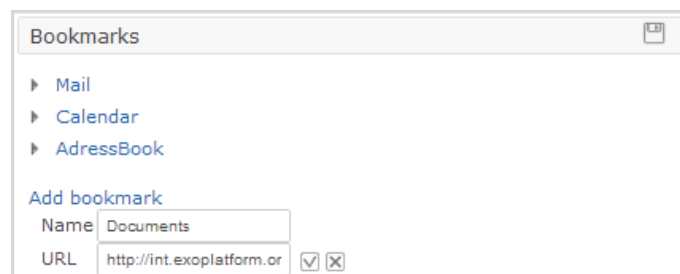 Bookmarks
Mail
Calendar
AdressBook
Add bookmark
Name Documents
URL http://int.exoplatform.or